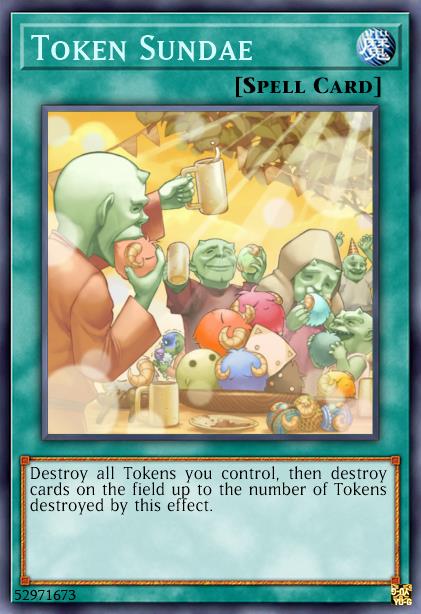 Token Sundae
魔
[Spell Card]
Destroy all Tokens you control, then destroy
cards on the field up to the number of Tokens
destroyed by this effect.
52971673